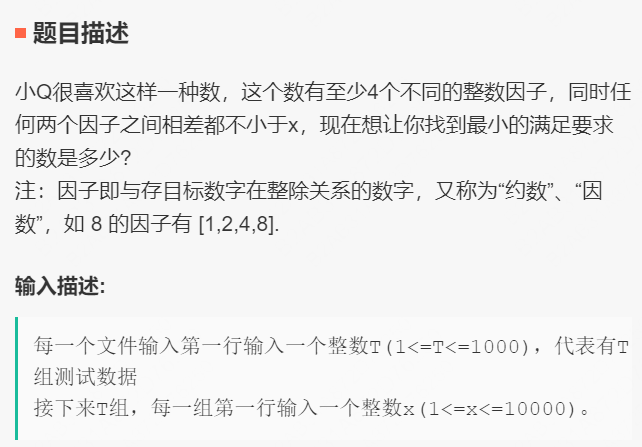 题目描述
小Q很喜欢这样一种数，这个数有至少4个不同的整数因子，同时任
何两个因子之间相差都不小于x，现在想让你找到最小的满足要求
的数是多少?
注：因子即与存目标数字在整除关系的数字，又称为“约数”、“因
数”，如 8 的因子有 [1,2,4,8].
输入描述:
每一个文件输入第一行输入一个整数T(1<=T<=1000)，代表有T
组测试数据
接下来T组，每一组第一行输入一个整数x(1<=x<=10000)。